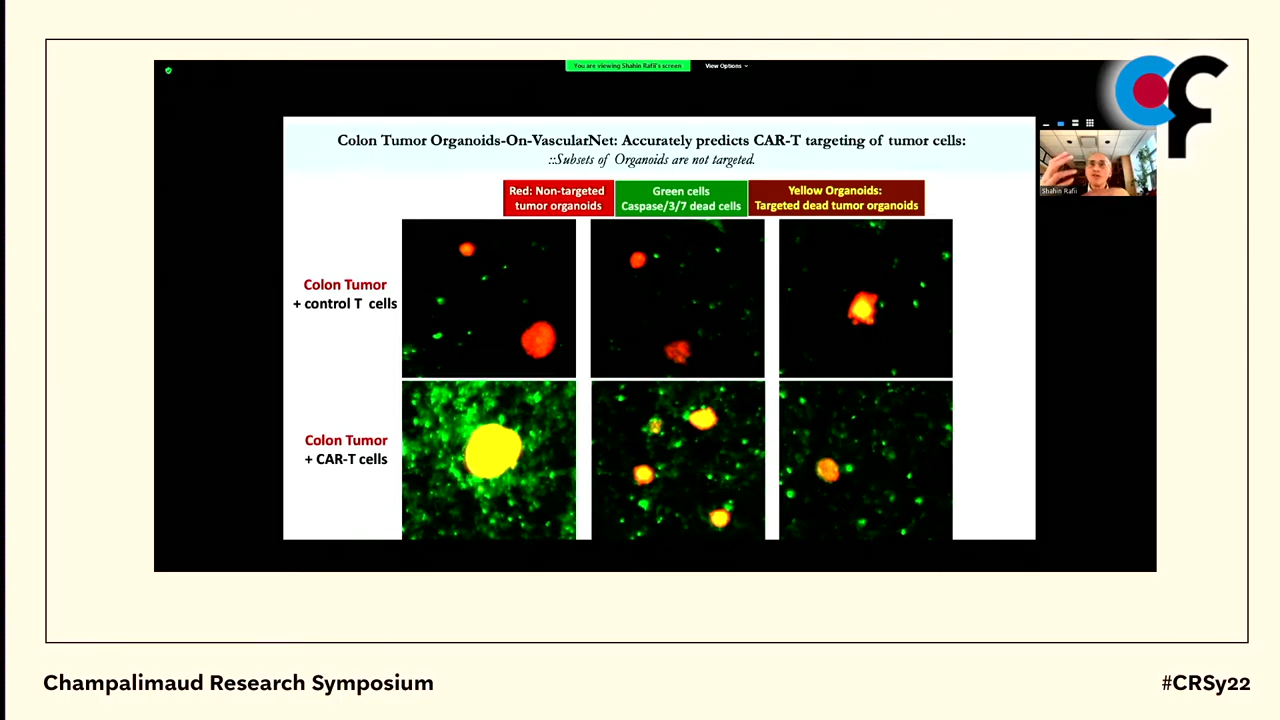 You are viewing Shahin Rafii's screen
View Options
Cf
Colon Tumor Organoids-On-VascularNet: Accurately predicts CAR-T targeting of tumor cells:
::Subsets of Organoids are not targeted.
Shahin Rafii
Red: Non-targeted
tumor organoids
Green cells
Caspase/3/7 dead cells
Yellow Organoids:
Targeted dead tumor organoids
Colon Tumor
+ control T cells
Colon Tumor
+ CAR-T cells
Champalimaud Research Symposium
#CRSy22